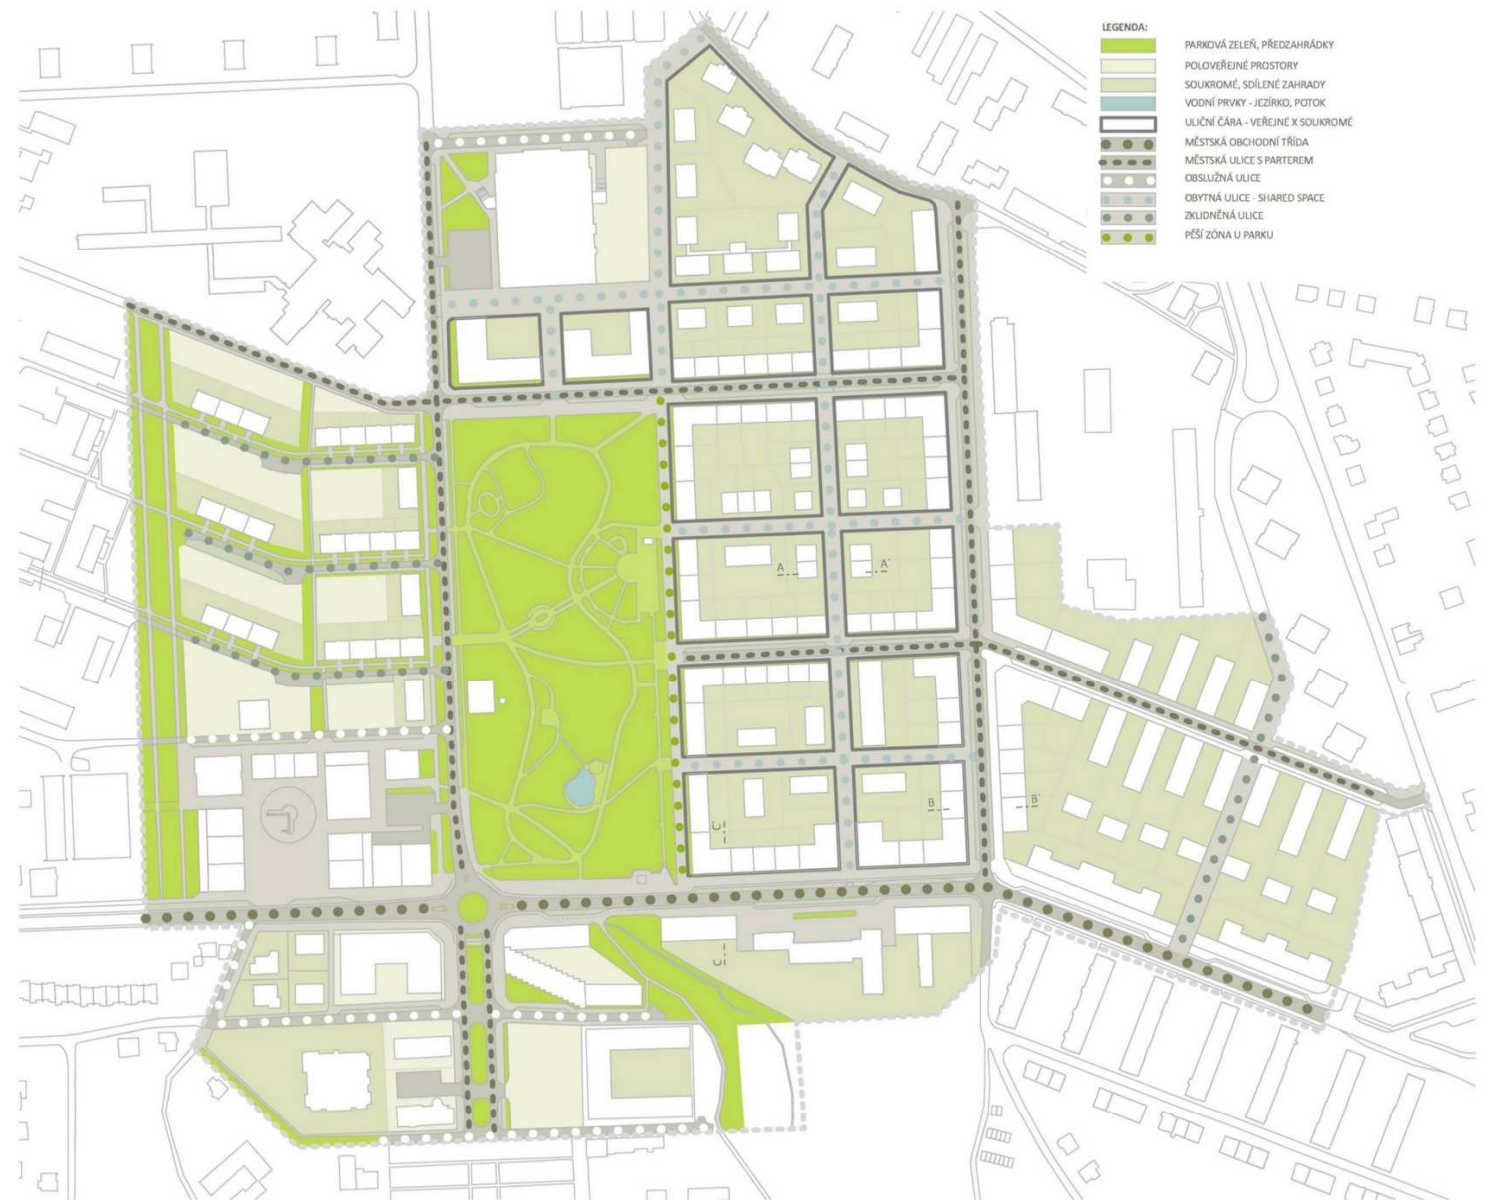 LEGENDA:
PARKOVÁ ZELEŇ, PŘEDZAHRÁDKY
POLOVEŘEJNÉ PROSTORY
SOUKROMÉ, SDÍLENÉ ZAHRADY
VODNÍ PRVKY - JEZÍRKO, POTOK
ULIČNÍ ČÁRA - VEŘEJNÉ X SOUKROMÉ
MĚSTSKÁ OBCHODNÍ TŘÍDA
MĚSTSKÁ ULICE S PARTEREM
OBSLUŽNÁ ULICE
OBYTNÁ ULICE - SHARED SPACE
ZKLIDNĚNÁ ULICE
PĚŠÍ ZÓNA U PARKU
A
A´
B
B´
C´
C